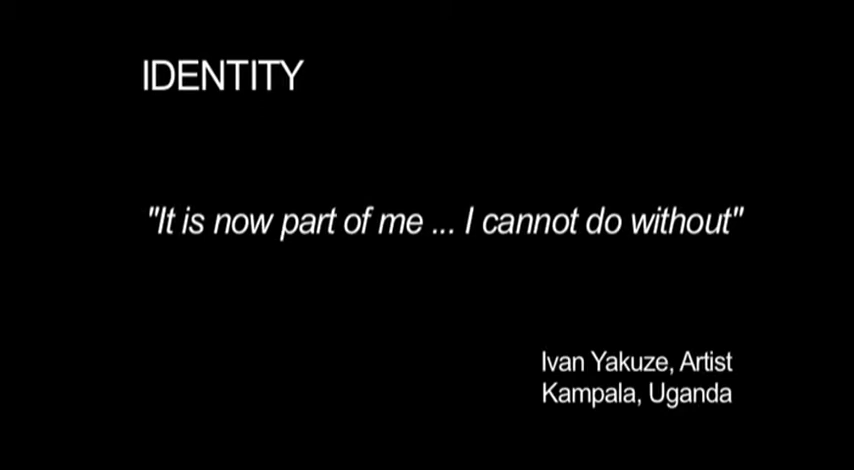 IDENTITY
"It is now part of me ... I cannot do without"
Ivan Yakuze, Artist
Kampala, Uganda